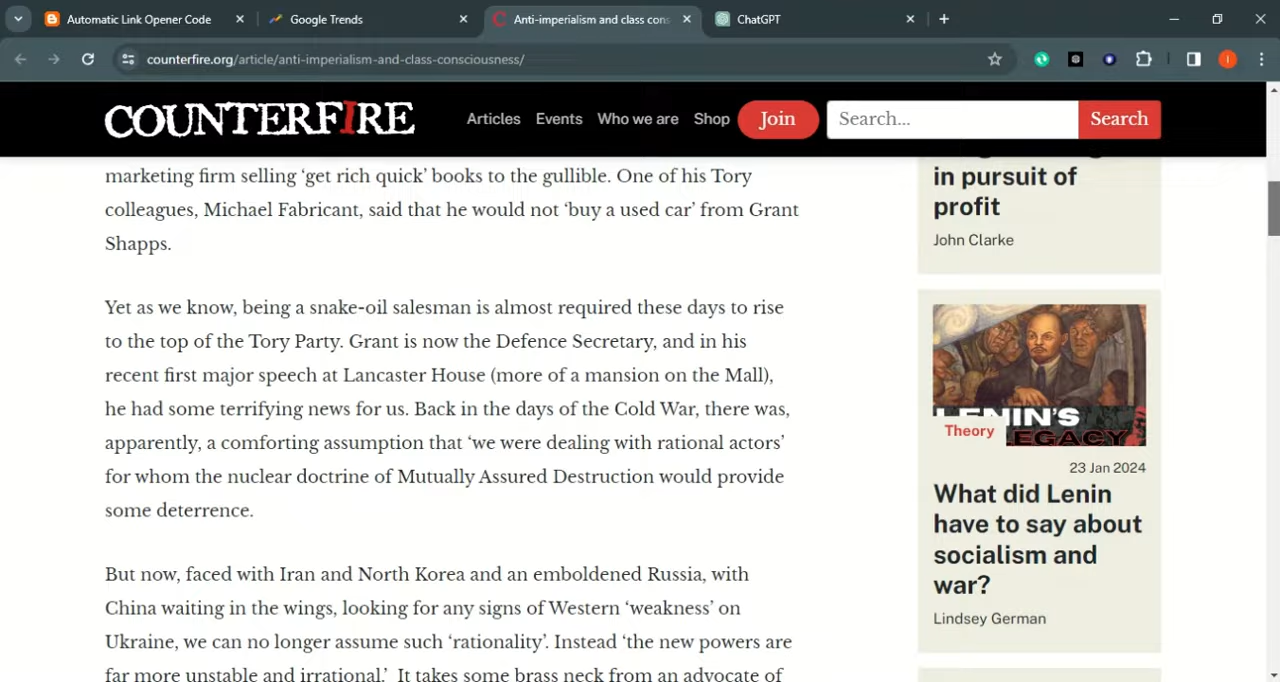 Automatic Link Opener Code
Google Trends
Anti-imperialism and class cons
ChatGPT
counterfire.org/article/anti-imperialism-and-class-consciousness/
COUNTERFIRE
Articles
Events
Who we are
Shop
Join
Search...
Search
marketing firm selling ‘get rich quick’ books to the gullible. One of his Tory
colleagues, Michael Fabricant, said that he would not ‘buy a used car’ from Grant
Shapps.
Yet as we know, being a snake-oil salesman is almost required these days to rise
to the top of the Tory Party. Grant is now the Defence Secretary, and in his
recent first major speech at Lancaster House (more of a mansion on the Mall),
he had some terrifying news for us. Back in the days of the Cold War, there was,
apparently, a comforting assumption that ‘we were dealing with rational actors’
for whom the nuclear doctrine of Mutually Assured Destruction would provide
some deterrence.
But now, faced with Iran and North Korea and an emboldened Russia, with
China waiting in the wings, looking for any signs of Western ‘weakness’ on
Ukraine, we can no longer assume such ‘rationality’. Instead ‘the new powers are
far more unstable and irrational.’ It takes some brass neck from an advocate of
in pursuit of
profit
John Clarke
LENIN'S
LEGACY
Theory
23 Jan 2024
What did Lenin
have to say about
socialism and
war?
Lindsey German